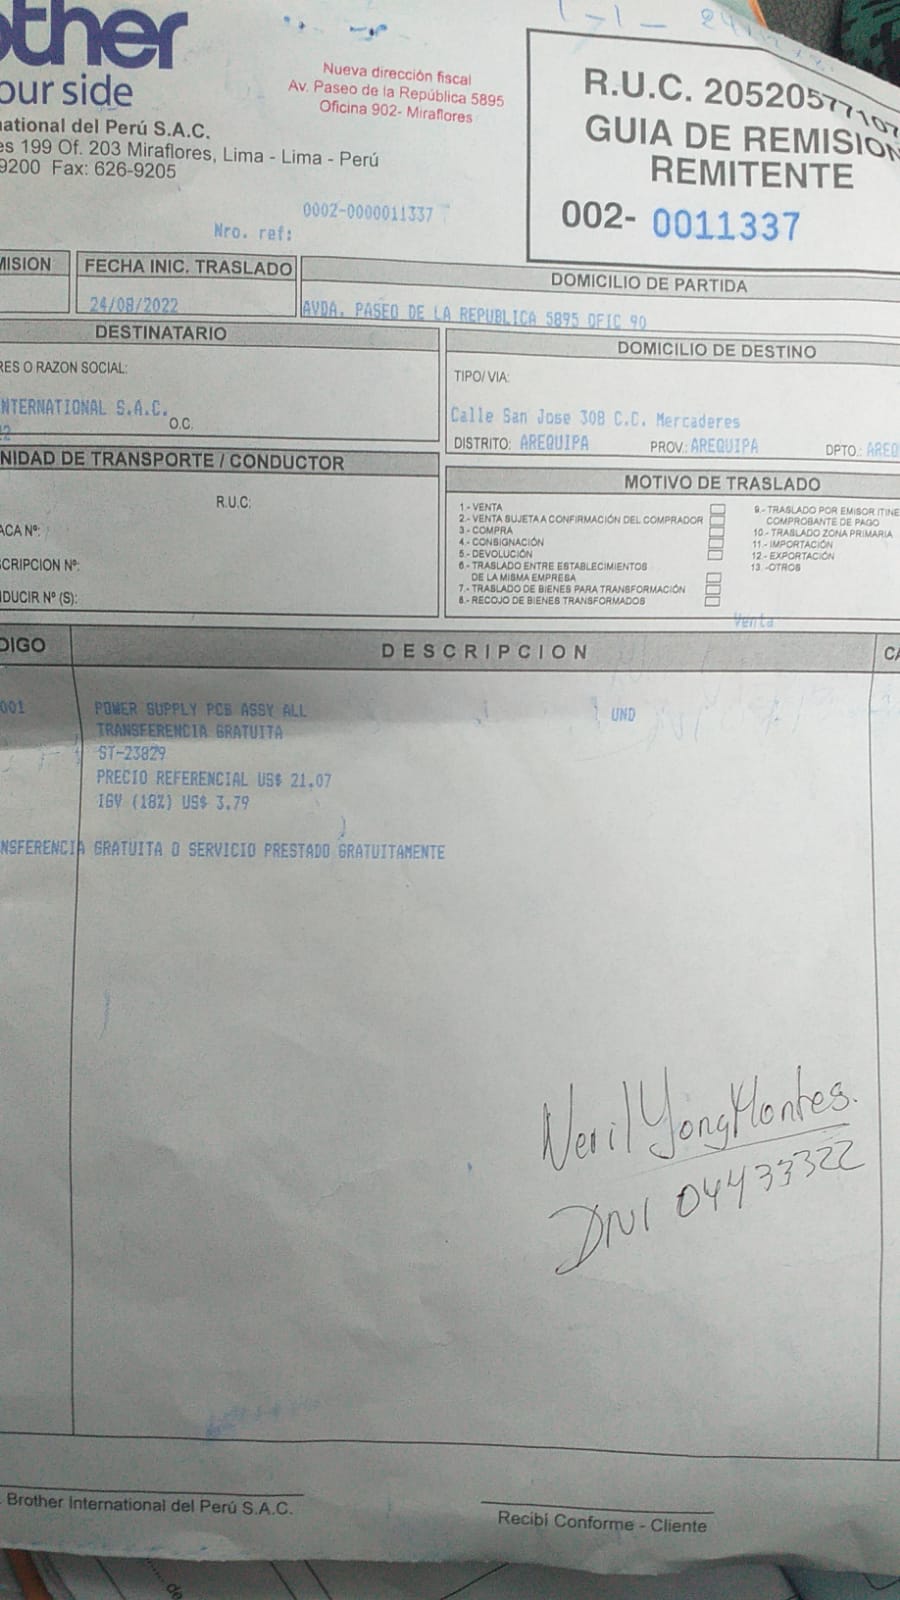 other
our side
national del Perú S.A.C.
es 199 Of. 203 Miraflores, Lima - Lima - Perú
9200 Fax: 626-9205
Nueva dirección fiscal
Av. Paseo de la República 5895
Oficina 902- Miraflores
R.U.C. 20520577107
GUIA DE REMISION
REMITENTE
002- 0011337
0002-0000011337
Nro. ref:
MISION
FECHA INIC. TRASLADO
24/08/2022
DOMICILIO DE PARTIDA
AVDA. PASEO DE LA REPUBLICA 5895 OFIC 90
DESTINATARIO
RES O RAZON SOCIAL:
NTERNATIONAL S.A.C.
O.C.
DOMICILIO DE DESTINO
TIPO/VIA:
Calle San Jose 308 C.C. Mercaderes
DISTRITO: AREQUIPA PROV.: AREQUIPA DPTO.: AREQ
NIDAD DE TRANSPORTE / CONDUCTOR
R.U.C:
ACA Nº:
SCRIPCION Nº:
DUCIR Nº (S):
MOTIVO DE TRASLADO
1.- VENTA
2.- VENTA SUJETA A CONFIRMACIÓN DEL COMPRADOR
3.- COMPRA
4.- CONSIGNACIÓN
5.- DEVOLUCIÓN
6.- TRASLADO ENTRE ESTABLECIMIENTOS
DE LA MISMA EMPRESA
7.- TRASLADO DE BIENES PARA TRANSFORMACIÓN
8.- RECOJO DE BIENES TRANSFORMADOS
9.- TRASLADO POR EMISOR ITINE
COMPROBANTE DE PAGO
10.- TRASLADO ZONA PRIMARIA
11.- IMPORTACIÓN
12.- EXPORTACIÓN
13.-OTROS
Venta
DIGO
DESCRIPCION
CA
001 POWER SUPPLY PCB ASSY ALL 1 UND
TRANSFERENCIA GRATUITA
ST-23829
PRECIO REFERENCIAL US$ 21.07
IGV (18%) US$ 3.79
NSFERENCIA GRATUITA O SERVICIO PRESTADO GRATUITAMENTE
Neril Yong Montes.
DNI 04433322
Brother International del Perú S.A.C.
Recibí Conforme - Cliente